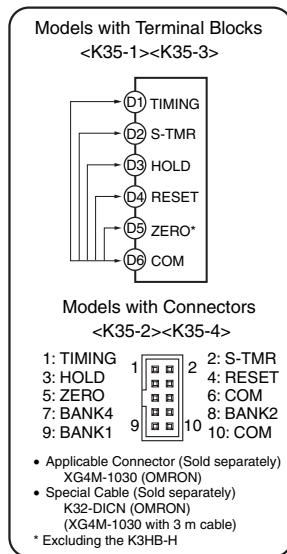 Models with Terminal Blocks
<K35-1><K35-3>
D1 TIMING
D2 S-TMR
D3 HOLD
D4 RESET
D5 ZERO*
D6 COM
Models with Connectors
<K35-2><K35-4>
1: TIMING
3: HOLD
5: ZERO
7: BANK4
9: BANK1
1 2
9 10
2: S-TMR
4: RESET
6: COM
8: BANK2
10: COM
• Applicable Connector (Sold separately)
XG4M-1030 (OMRON)
• Special Cable (Sold separately)
K32-DICN (OMRON)
(XG4M-1030 with 3 m cable)
* Excluding the K3HB-H